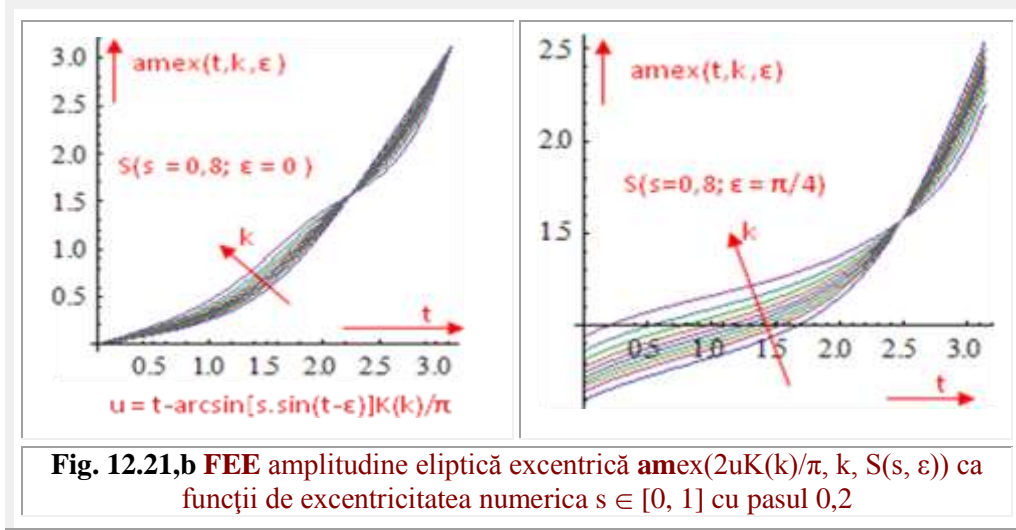 3.0
amex(t,k,ε)
2.5
2.0
S(s = 0,8; ε = 0 )
1.5
k
1.0
0.5
t
0.5 1.0 1.5 2.0 2.5 3.0
u = t-arcsin[s.sin(t-ε)]K(k)/π
2.5
amex(t,k,ε)
2.0
S(s=0,8; ε = π/4)
k
1.5
0.5 1.0 1.5 2.0 2.5 3.0
t
Fig. 12.21,b FEE amplitudine eliptică excentrică amex(2uK(k)/π, k, S(s, ε)) ca
funcţii de excentricitatea numerica s ∈ [0, 1] cu pasul 0,2